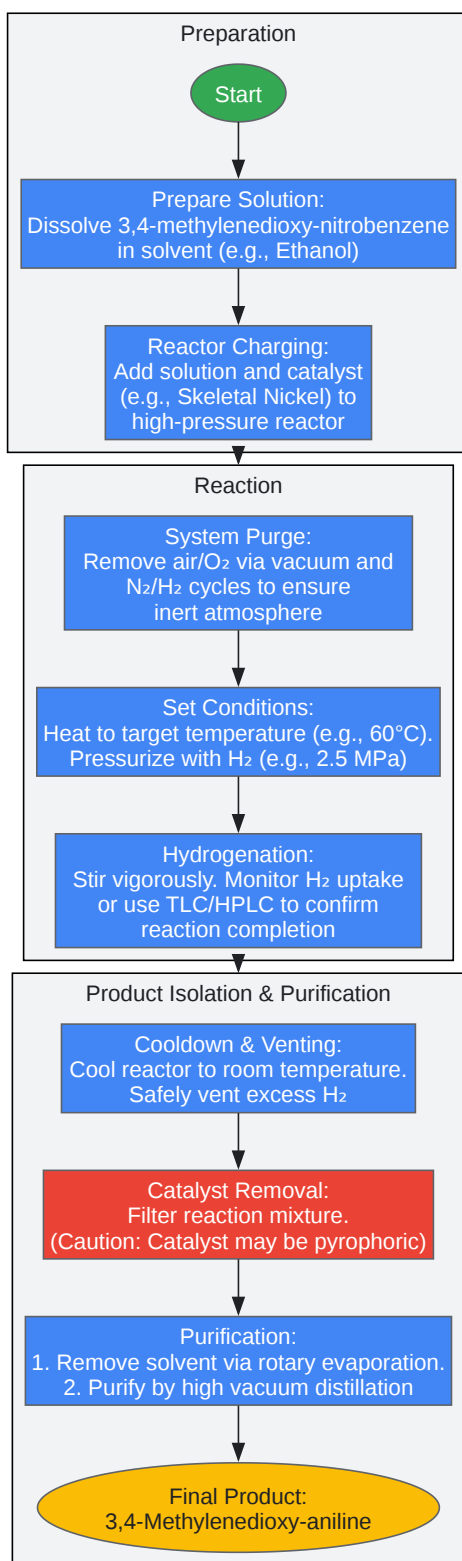 Preparation
Start
Prepare Solution:
Dissolve 3,4-methylenedioxy-nitrobenzene
in solvent (e.g., Ethanol)
Reactor Charging:
Add solution and catalyst
(e.g., Skeletal Nickel) to
high-pressure reactor
Reaction
System Purge:
Remove air/O₂ via vacuum and
N₂/H₂ cycles to ensure
inert atmosphere
Set Conditions:
Heat to target temperature (e.g., 60°C).
Pressurize with H₂ (e.g., 2.5 MPa)
Hydrogenation:
Stir vigorously. Monitor H₂ uptake
or use TLC/HPLC to confirm
reaction completion
Product Isolation & Purification
Cooldown & Venting:
Cool reactor to room temperature.
Safely vent excess H₂
Catalyst Removal:
Filter reaction mixture.
(Caution: Catalyst may be pyrophoric)
Purification:
1. Remove solvent via rotary evaporation.
2. Purify by high vacuum distillation
Final Product:
3,4-Methylenedioxy-aniline